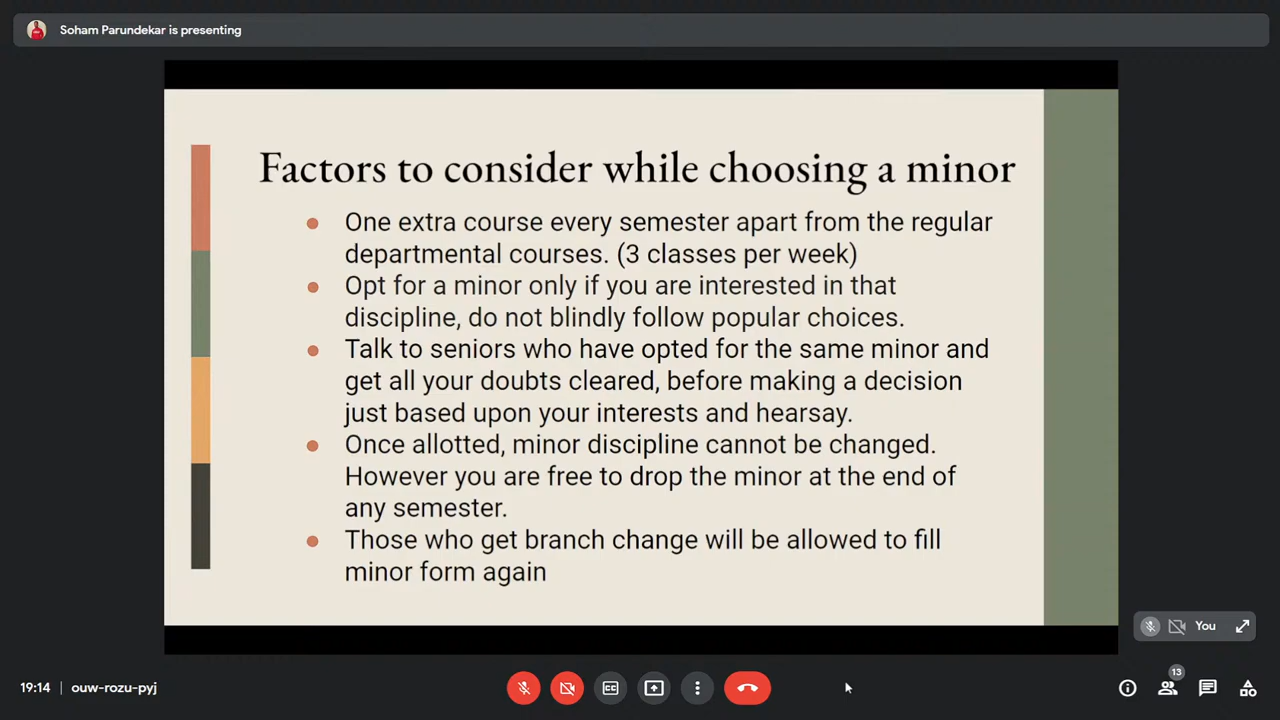 Soham Parundekar is presenting
Factors to consider while choosing a minor
One extra course every semester apart from the regular
departmental courses. (3 classes per week)
Opt for a minor only if you are interested in that
discipline, do not blindly follow popular choices.
Talk to seniors who have opted for the same minor and
get all your doubts cleared, before making a decision
just based upon your interests and hearsay.
Once allotted, minor discipline cannot be changed.
However you are free to drop the minor at the end of
any semester.
Those who get branch change will be allowed to fill
minor form again
You
19:14 | ouw-rozu-pyj
CC
13